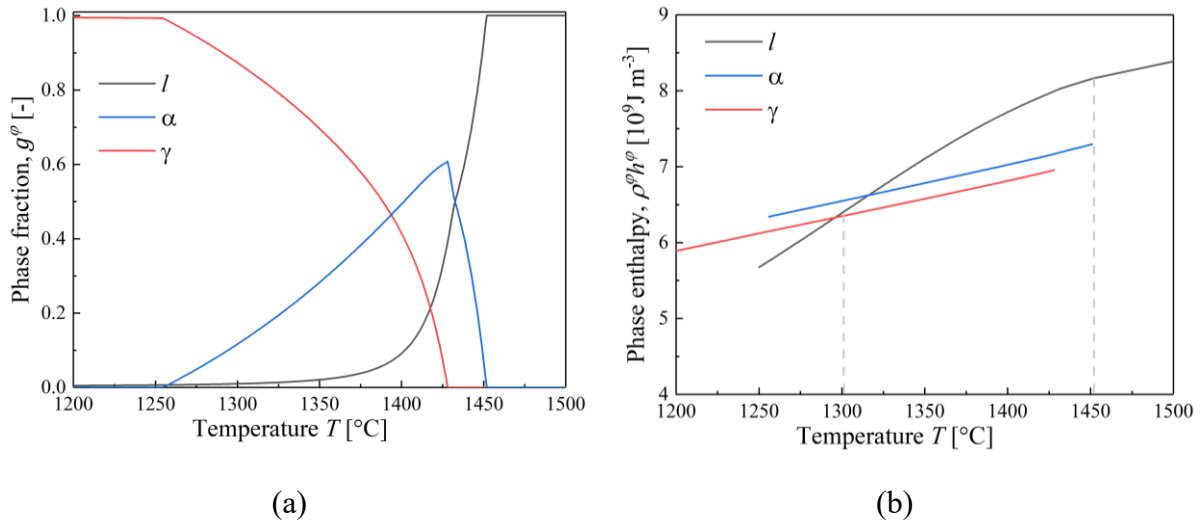 1.0
0.8
0.6
0.4
0.2
0.0
Phase fraction, g^φ [-]
l
α
γ
1200 1250 1300 1350 1400 1450 1500
Temperature T [°C]
(a)
9
8
7
6
5
4
Phase enthalpy, ρ^φh^φ [10^9J m^-3]
l
α
γ
1200 1250 1300 1350 1400 1450 1500
Temperature T [°C]
(b)